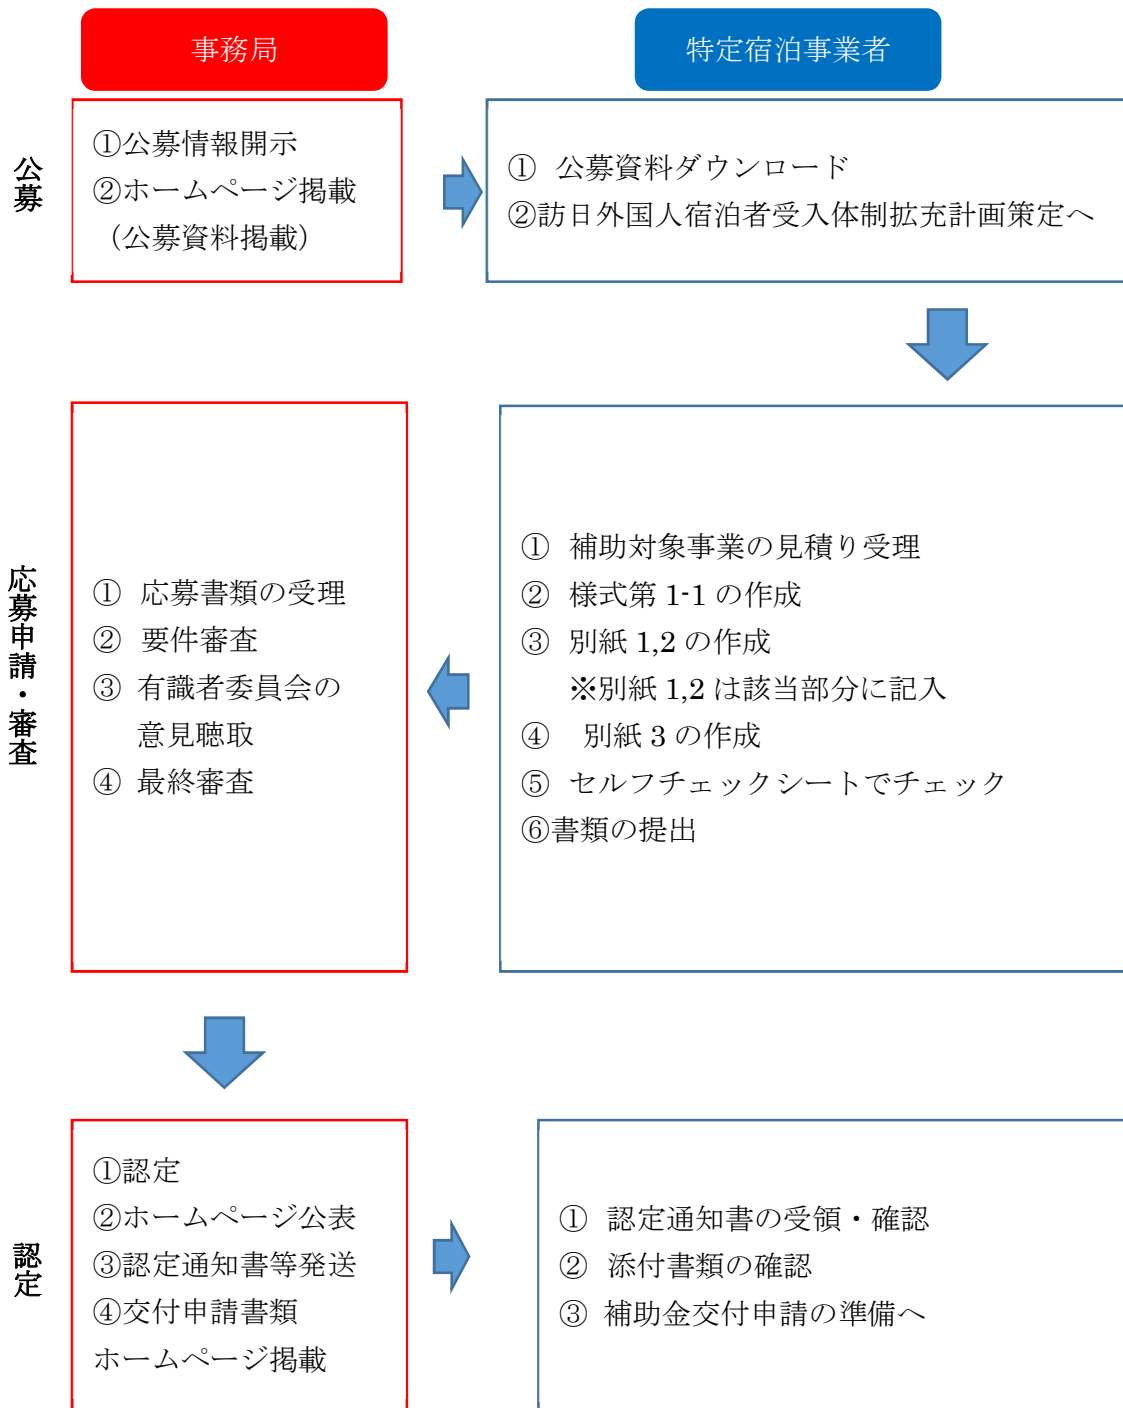 事務局
特定宿泊事業者
公募
①公募情報開示
②ホームページ掲載
（公募資料掲載）
① 公募資料ダウンロード
②訪日外国人宿泊者受入体制拡充計画策定へ
応募申請・審査
① 応募書類の受理
② 要件審査
③ 有識者委員会の
意見聴取
④ 最終審査
① 補助対象事業の見積り受理
② 様式第 1-1 の作成
③ 別紙 1,2 の作成
※別紙 1,2 は該当部分に記入
④ 別紙 3 の作成
⑤ セルフチェックシートでチェック
⑥書類の提出
認定
①認定
②ホームページ公表
③認定通知書等発送
④交付申請書類
ホームページ掲載
① 認定通知書の受領・確認
② 添付書類の確認
③ 補助金交付申請の準備へ